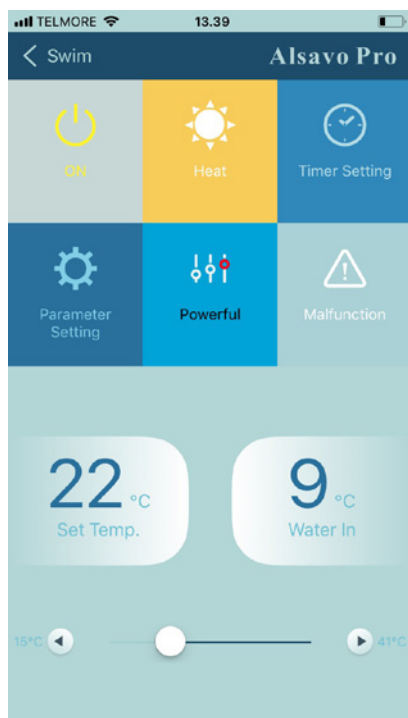 TELMORE 13.39
Swim Alsavo Pro
ON Heat Timer Setting
Parameter Setting
Powerful
Malfunction
22 °C
Set Temp.
9 °C
Water In
15°C 41°C